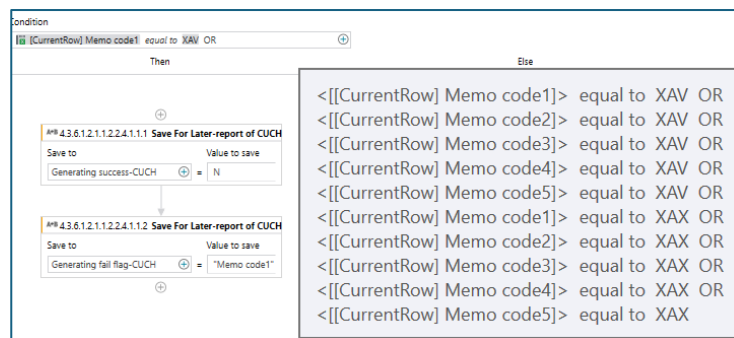 Condition
[CurrentRow] Memo code1 equal to XAV OR
Then
Else
4.3.6.1.2.1.1.2.2.4.1.1.1 Save For Later-report of CUCH
Save to
Value to save
Generating success-CUCH = N
4.3.6.1.2.1.1.2.2.4.1.1.2 Save For Later-report of CUCH
Save to
Value to save
Generating fail flag-CUCH = "Memo code1"
<[[CurrentRow] Memo code1]> equal to XAV OR
<[[CurrentRow] Memo code2]> equal to XAV OR
<[[CurrentRow] Memo code3]> equal to XAV OR
<[[CurrentRow] Memo code4]> equal to XAV OR
<[[CurrentRow] Memo code5]> equal to XAV OR
<[[CurrentRow] Memo code1]> equal to XAX OR
<[[CurrentRow] Memo code2]> equal to XAX OR
<[[CurrentRow] Memo code3]> equal to XAX OR
<[[CurrentRow] Memo code4]> equal to XAX OR
<[[CurrentRow] Memo code5]> equal to XAX